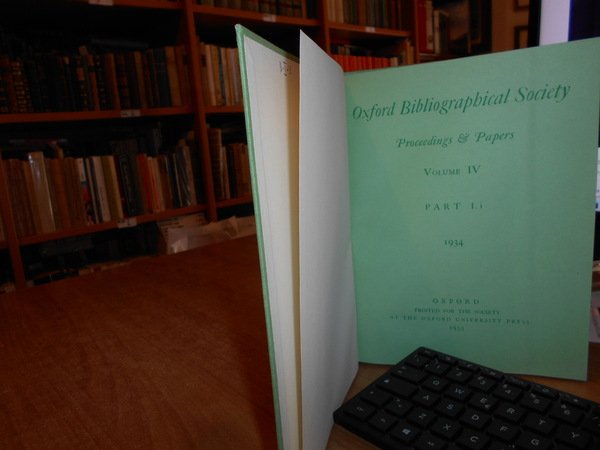 Oxford Bibliographical Society
Proceedings & Papers
VOLUME IV
PART I.i
1934
OXFORD
PRINTED FOR THE SOCIETY
AT THE OXFORD UNIVERSITY PRESS
1935